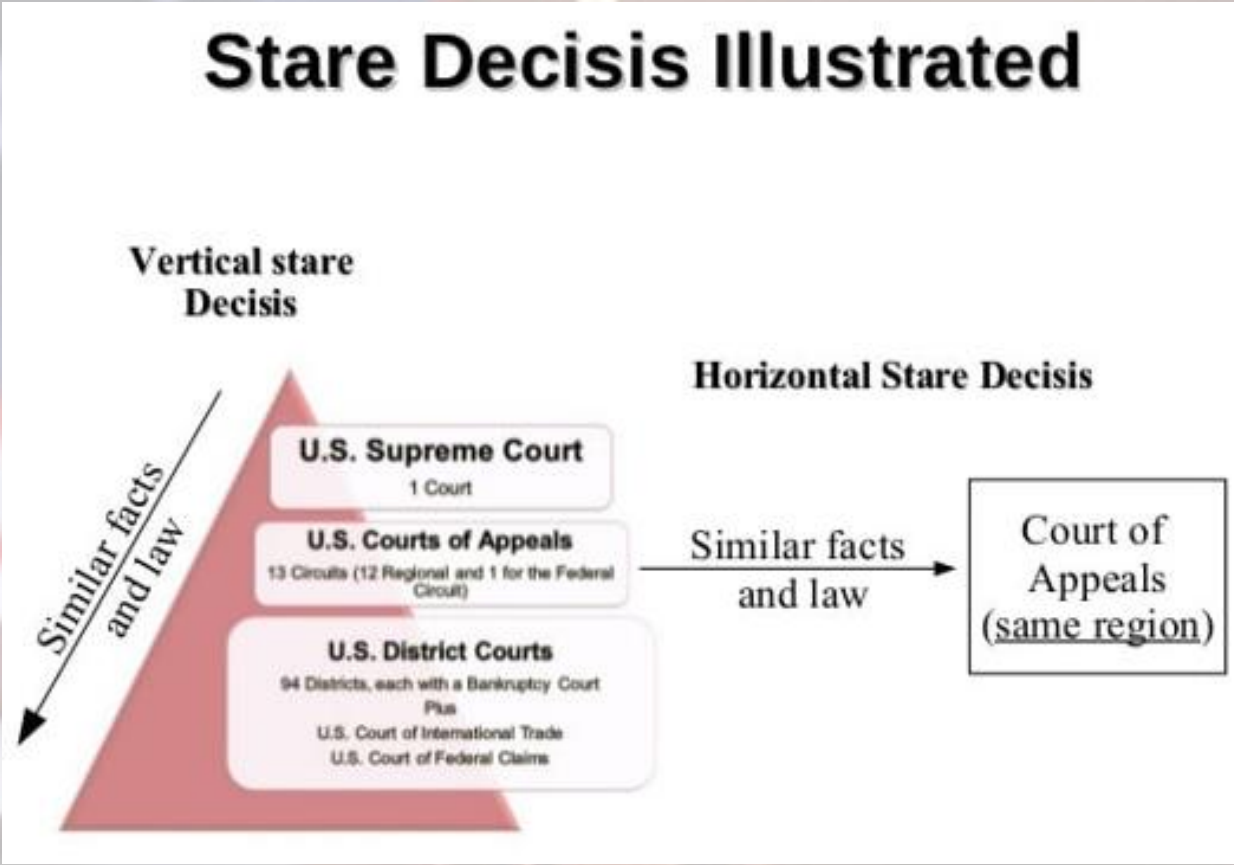 Stare Decisis Illustrated
Vertical stare
Decisis
Similar facts
and law
U.S. Supreme Court
1 Court
U.S. Courts of Appeals
13 Circuits (12 Regional and 1 for the Federal
Circuit)
U.S. District Courts
94 Districts, each with a Bankruptcy Court
Plus
U.S. Court of International Trade
U.S. Court of Federal Claims
Horizontal Stare Decisis
Similar facts
and law
Court of
Appeals
(same region)